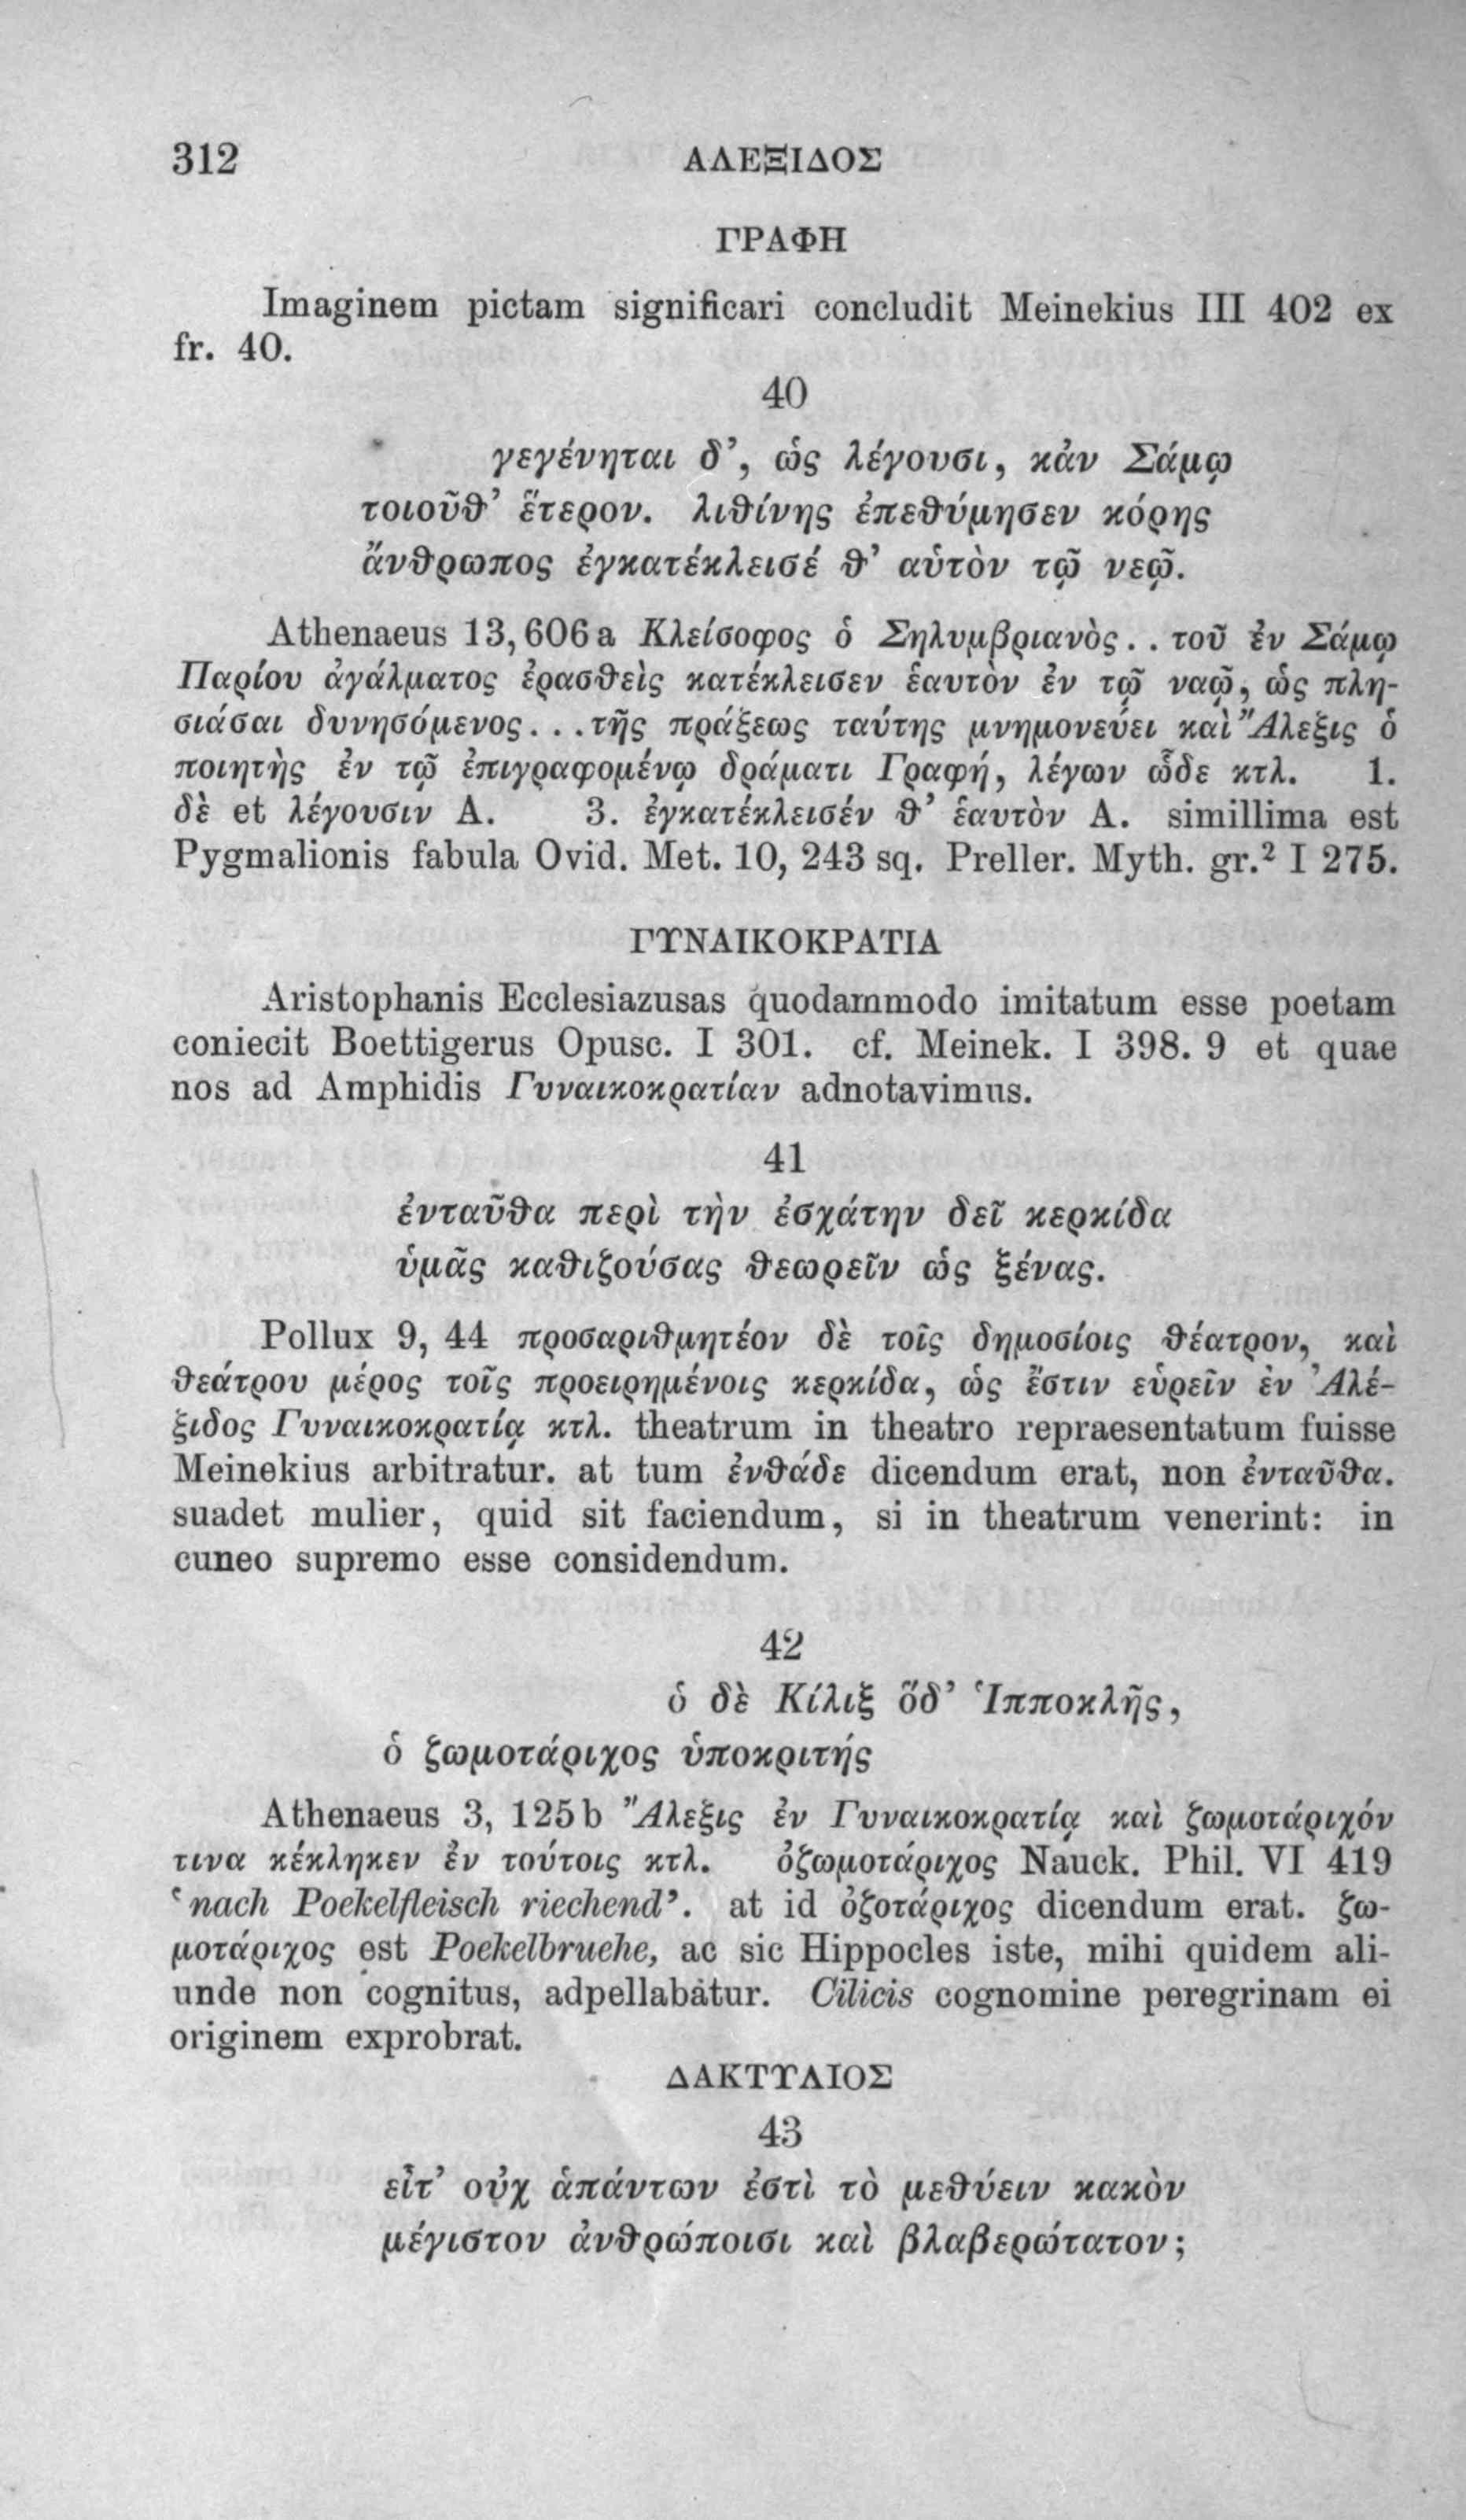 312
ΑΛΕΞΙΔΟΣ
ΓΡΑΦΗ
Imaginem pictam significari concludit Meinekius III 402 ex
fr. 40.
40
γεγένηται δ’, ὡς λέγουσι, κἀν Σάμῳ
τοιοῦϑ’ ἕτερον. λιϑίνης ἐπεϑύμησεν κόρης
ἄνϑρωπος ἐγκατέκλεισέ ϑ’ αὑτὸν τῷ νεῷ.
Athenaeus 13, 606 a Κλείσοφος ὁ Σηλυμβριανὸς . . τοῦ ἐν Σάμῳ
Παρίου ἀγάλματος ἐρασϑεὶς κατέκλεισεν ἑαυτὸν ἐν τῷ ναῷ, ὡς πλη-
σιάσαι δυνησόμενος . . . τῆς πράξεως ταύτης μνημονεύει καὶ Ἄλεξις ὁ
ποιητὴς ἐν τῷ ἐπιγραφομένῳ δράματι Γραφή, λέγων ὧδε κτλ. 1.
δὲ et λέγουσιν A. 3. ἐγκατέκλεισέν ϑ’ ἑαυτὸν A. simillima est
Pygmalionis fabula Ovid. Met. 10, 243 sq. Preller. Myth. gr.² I 275.
ΓΥΝΑΙΚΟΚΡΑΤΙΑ
Aristophanis Ecclesiazusas quodammodo imitatum esse poetam
coniecit Boettigerus Opusc. I 301. cf. Meinek. I 398. 9 et quae
nos ad Amphidis Γυναικοκρατίαν adnotavimus.
41
ἐνταῦϑα περὶ τὴν ἐσχάτην δεῖ κερκίδα
ὑμᾶς καϑιζούσας ϑεωρεῖν ὡς ξένας.
Pollux 9, 44 προσαριϑμητέον δὲ τοῖς δημοσίοις ϑέατρον, καὶ
ϑεάτρου μέρος τοῖς προειρημένοις κερκίδα, ὡς ἔστιν εὑρεῖν ἐν Ἀλέ-
ξιδος Γυναικοκρατίᾳ κτλ. theatrum in theatro repraesentatum fuisse
Meinekius arbitratur. at tum ἐνϑάδε dicendum erat, non ἐνταῦϑα.
suadet mulier, quid sit faciendum, si in theatrum venerint: in
cuneo supremo esse considendum.
42
ὁ δὲ Κίλιξ ὅδ’ Ἱπποκλῆς,
ὁ ζωμοτάριχος ὑποκριτής
Athenaeus 3, 125 b Ἄλεξις ἐν Γυναικοκρατίᾳ καὶ ζωμοτάριχόν
τινα κέκληκεν ἐν τούτοις κτλ. ὀζωμοτάριχος Nauck. Phil. VI 419
‘nach Poekelfleisch riechend’. at id ὀζοτάριχος dicendum erat. ζω-
μοτάριχος est Poekelbruehe, ac sic Hippocles iste, mihi quidem ali-
unde non cognitus, adpellabatur. Cilicis cognomine peregrinam ei
originem exprobrat.
ΔΑΚΤΥΛΙΟΣ
43
εἶτ’ οὐχ ἁπάντων ἐστὶ τὸ μεϑύειν κακὸν
μέγιστον ἀνϑρώποισι καὶ βλαβερώτατον;